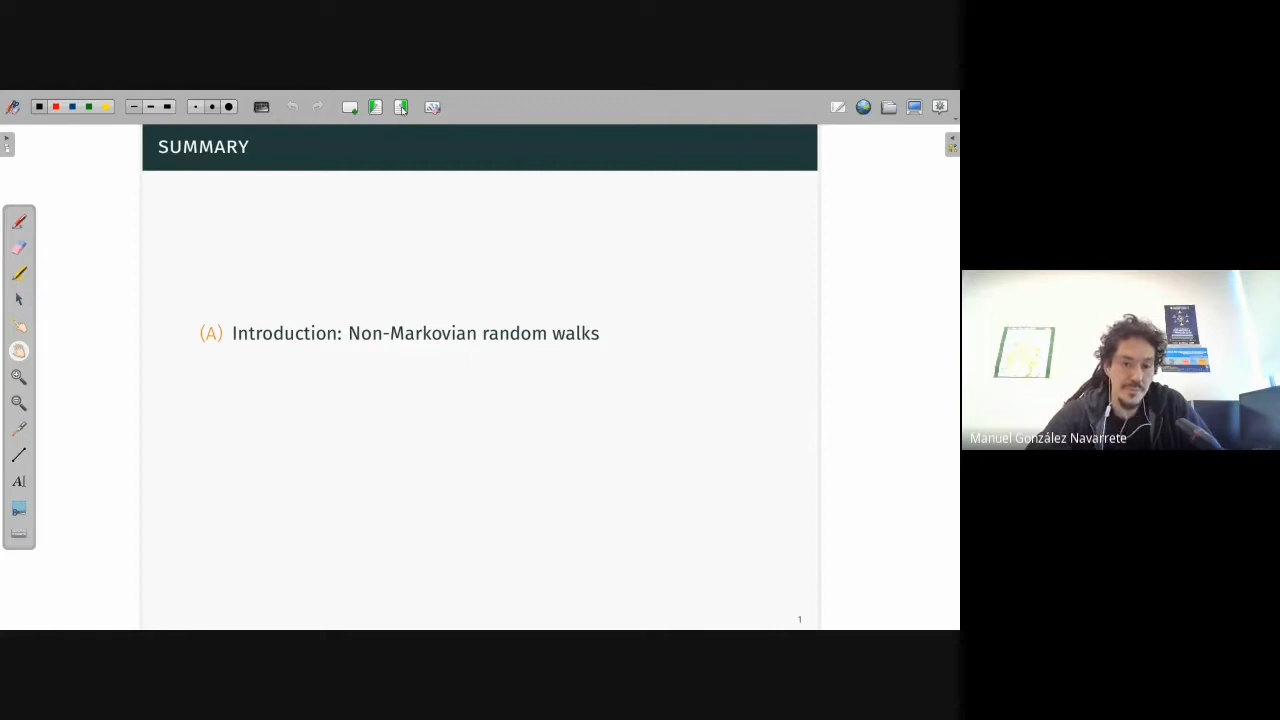 SUMMARY
(A) Introduction: Non-Markovian random walks
1
Manuel González Navarrete